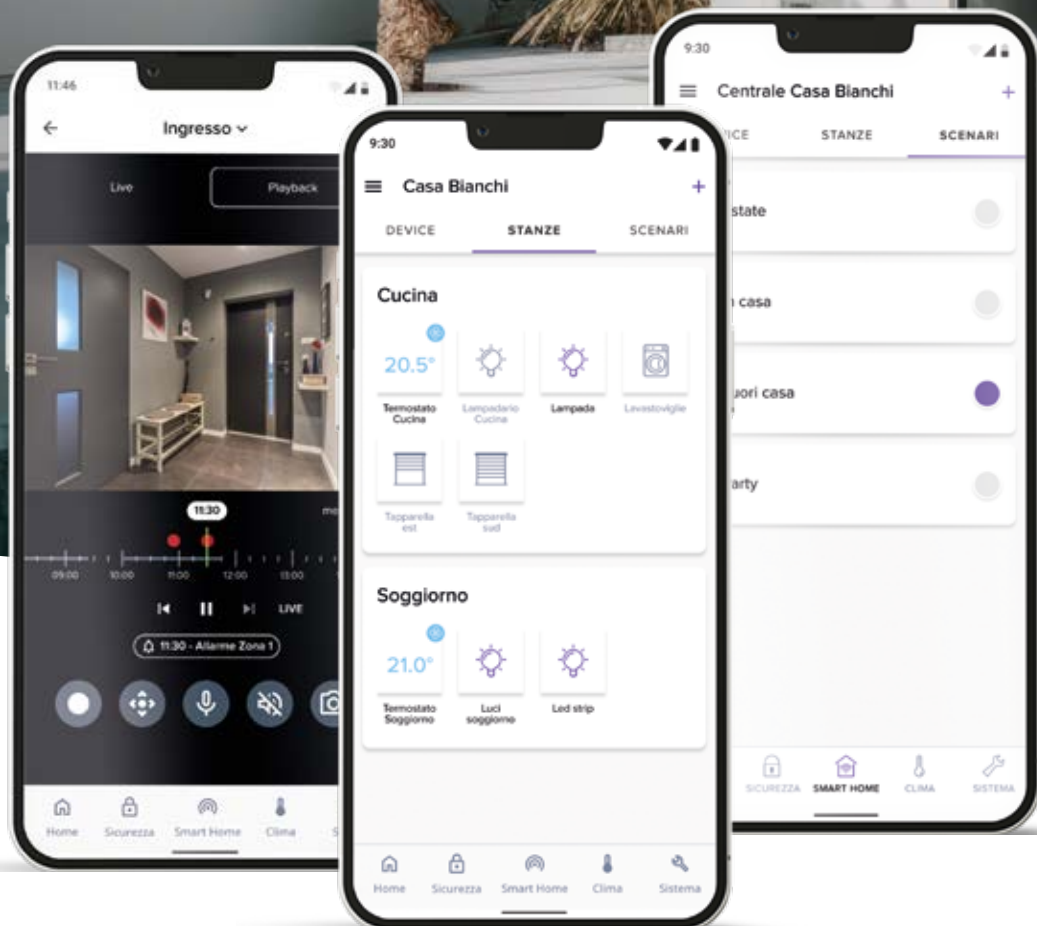 11:46
Ingresso
Live
Playback
11:30
09:00
10:00
11:00
12:00
13:00
LIVE
11:30 - Allarme Zona 1
Home
Sicurezza
Smart Home
Clima
9:30
Casa Bianchi
DEVICE
STANZE
SCENARI
Cucina
20.5°
Termostato
Cucina
Lampadario
Cucina
Lampada
Lavastoviglie
Tapparella
est
Tapparella
sud
Soggiorno
21.0°
Termostato
Soggiorno
Luci
soggiorno
Led strip
Home
Sicurezza
Smart Home
Clima
Sistema
9:30
Centrale Casa Bianchi
STANZE
SCENARI
state
casa
uori casa
arty
SICUREZZA
SMART HOME
CLIMA
SISTEMA